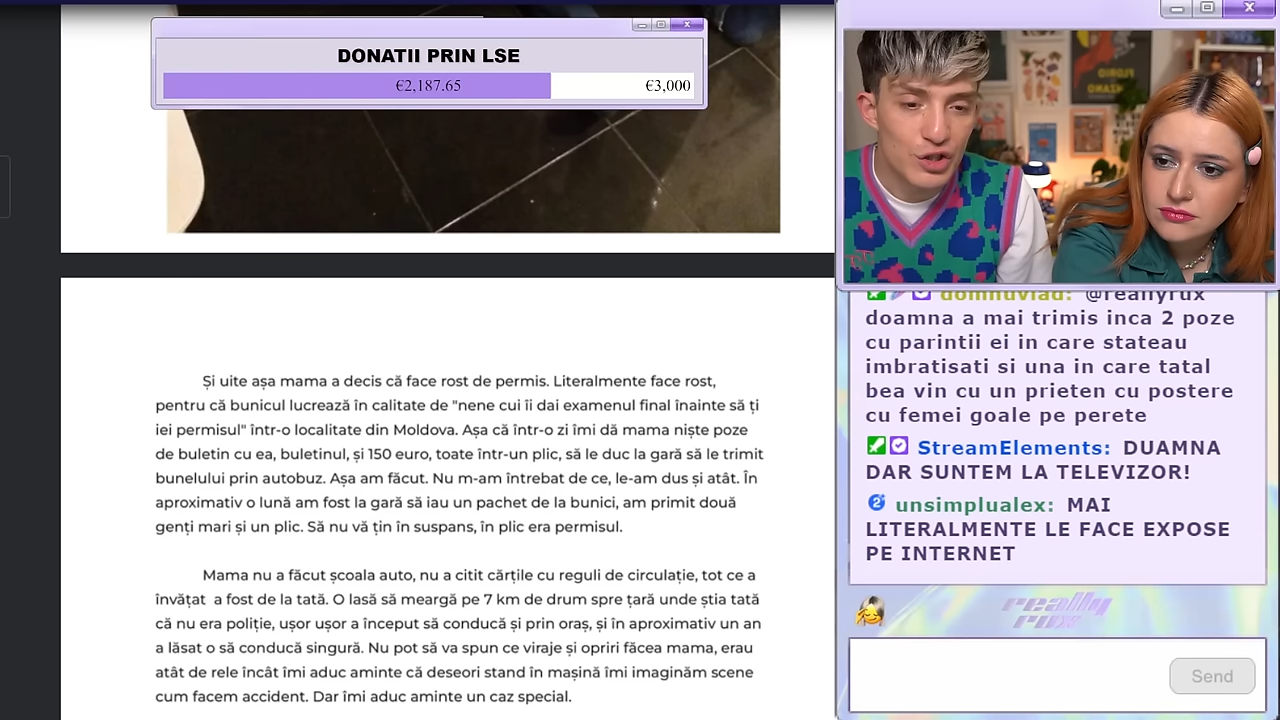 DONATII PRIN LSE
€2,187.65
€3,000
Și uite așa mama a decis că face rost de permis. Literalmente face rost,
pentru că bunicul lucrează în calitate de "nene cui îi dai examenul final înainte să ți
iei permisul" într-o localitate din Moldova. Așa că într-o zi îmi dă mama niște poze
de buletin cu ea, buletinul, și 150 euro, toate într-un plic, să le duc la gară să le trimit
bunelului prin autobuz. Așa am făcut. Nu m-am întrebat de ce, le-am dus și atât. În
aproximativ o lună am fost la gară să iau un pachet de la bunici, am primit două
genți mari și un plic. Să nu vă țin în suspans, în plic era permisul.
Mama nu a făcut școala auto, nu a citit cărțile cu reguli de circulație, tot ce a
învățat a fost de la tată. O lasă să meargă pe 7 km de drum spre țară unde știa tată
că nu era poliție, ușor ușor a început să conducă și prin oraș, și în aproximativ un an
a lăsat o să conducă singură. Nu pot să va spun ce viraje și opriri făcea mama, erau
atât de rele încât îmi aduc aminte că deseori stand în mașină îmi imaginăm scene
cum facem accident. Dar îmi aduc aminte un caz special.
domnuvlad: @reallyrux
doamna a mai trimis inca 2 poze
cu parintii ei in care stateau
imbratisati si una in care tatal
bea vin cu un prieten cu postere
cu femei goale pe perete
StreamElements: DUAMNA
DAR SUNTEM LA TELEVIZOR!
unsimplualex: MAI
LITERALMENTE LE FACE EXPOSE
PE INTERNET
really
rux
Send